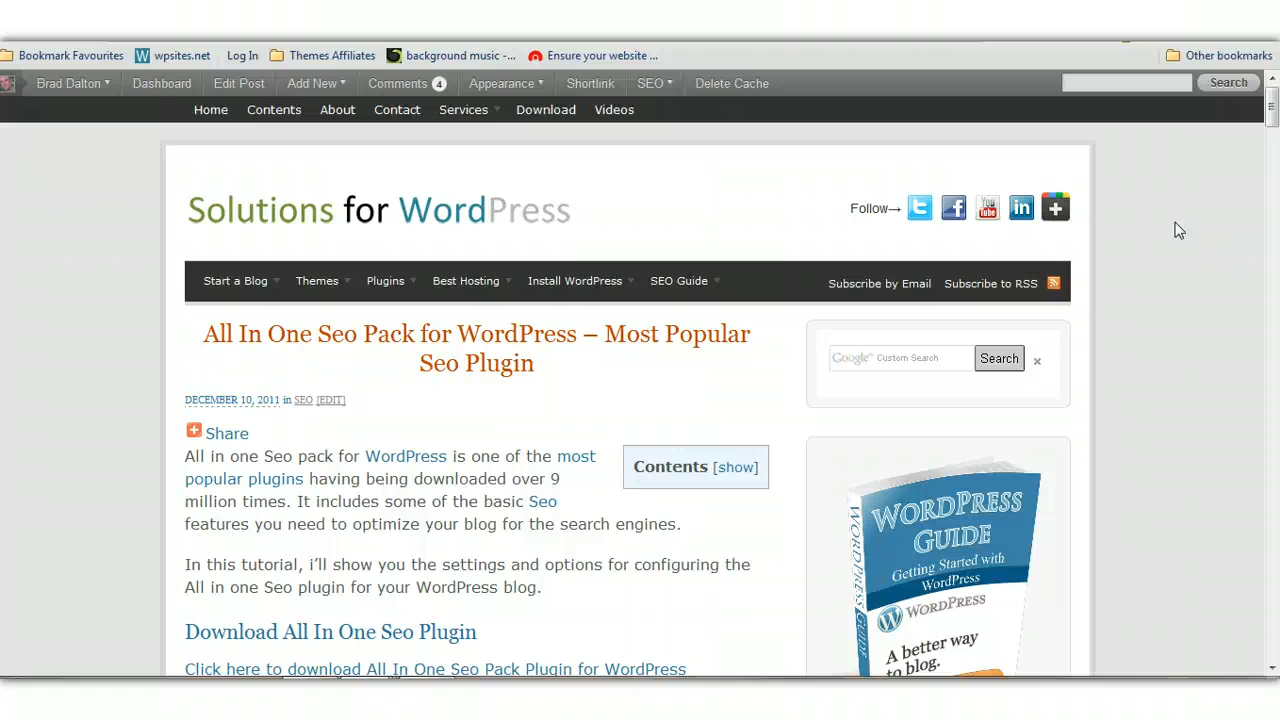 Bookmark Favourites wpsites.net Log In Themes Affiliates background music -... Ensure your website ... Other bookmarks
Brad Dalton Dashboard Edit Post Add New Comments 4 Appearance Shortlink SEO Delete Cache Search
Home Contents About Contact Services Download Videos
Solutions for WordPress
Follow→
Start a Blog Themes Plugins Best Hosting Install WordPress SEO Guide Subscribe by Email Subscribe to RSS
All In One Seo Pack for WordPress – Most Popular
Seo Plugin
Google™ Custom Search Search ×
DECEMBER 10, 2011 in SEO [EDIT]
Share
All in one Seo pack for WordPress is one of the most
popular plugins having being downloaded over 9
million times. It includes some of the basic Seo
features you need to optimize your blog for the search engines.
Contents [show]
In this tutorial, i'll show you the settings and options for configuring the
All in one Seo plugin for your WordPress blog.
Download All In One Seo Plugin
Click here to download All In One Seo Pack Plugin for WordPress
WORDPRESS GUIDE
WORDPRESS
GUIDE
Getting Started with
WordPress
WORDPRESS
A better way
to blog.